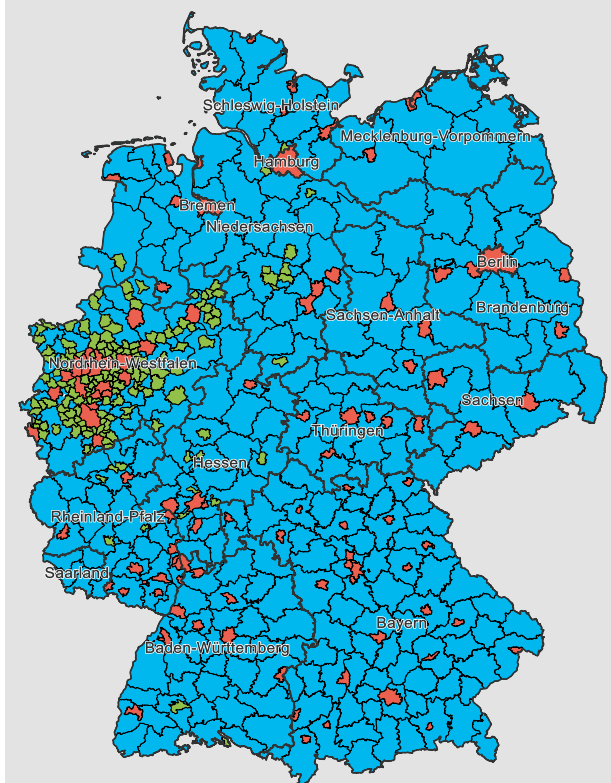 Schleswig-Holstein
Mecklenburg-Vorpommern
Hamburg
Bremen
Niedersachsen
Berlin
Brandenburg
Sachsen-Anhalt
Nordrhein-Westfalen
Sachsen
Thüringen
Hessen
Rheinland-Pfalz
Saarland
Bayern
Baden-Württemberg